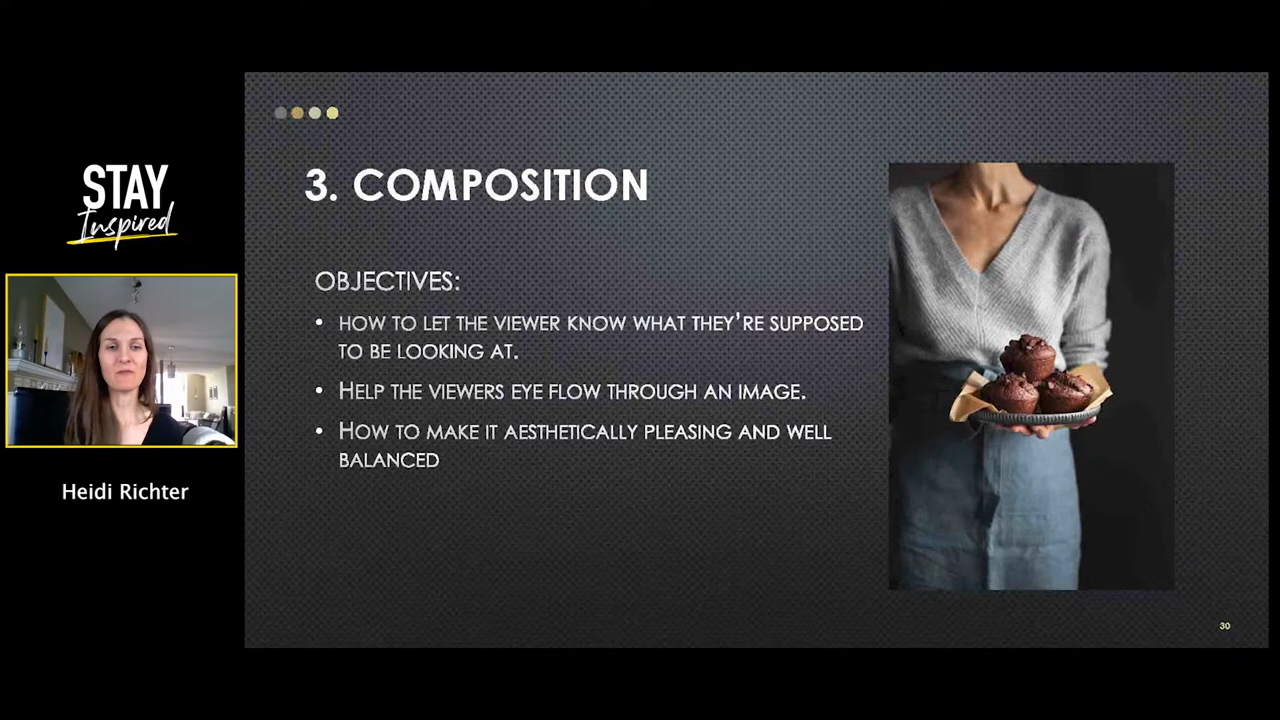 STAY
Inspired
Heidi Richter
3. COMPOSITION
OBJECTIVES:
• HOW TO LET THE VIEWER KNOW WHAT THEY'RE SUPPOSED
TO BE LOOKING AT.
• HELP THE VIEWERS EYE FLOW THROUGH AN IMAGE.
• HOW TO MAKE IT AESTHETICALLY PLEASING AND WELL
BALANCED
30